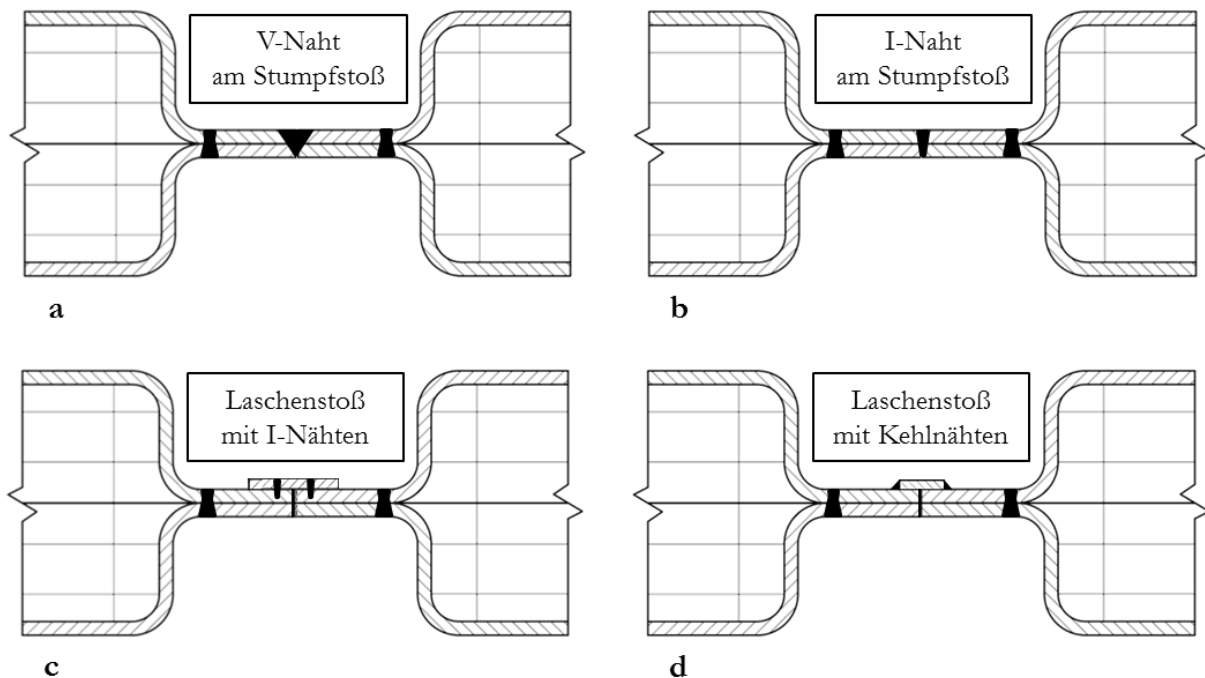 V-Naht
am Stumpfstoß
I-Naht
am Stumpfstoß
a
b
Laschenstoß
mit I-Nähten
Laschenstoß
mit Kehlnähten
c
d